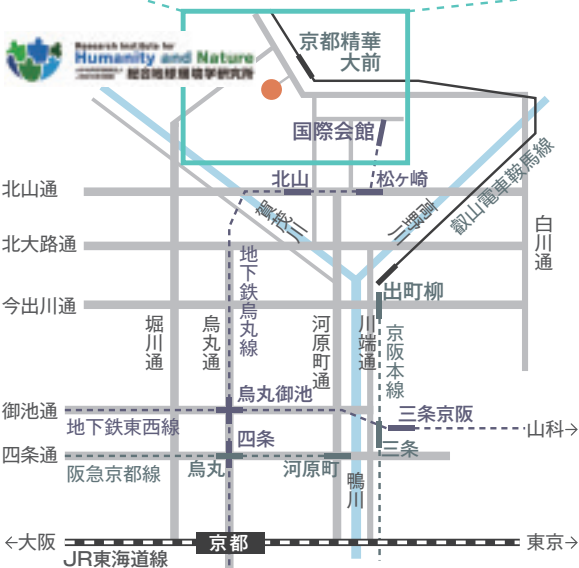 京都精華
大前
Research Institute for
Humanity and Nature
総合地球環境学研究所
国際会館
北山
松ヶ崎
北山通
賀茂川
高野川
叡山電車鞍馬線
白川通
北大路通
地下鉄烏丸線
今出川通
出町柳
堀川通
烏丸通
河原町通
川端通
京阪本線
御池通
烏丸御池
三条京阪
地下鉄東西線
四条
山科→
四条通
三条
阪急京都線
烏丸
河原町
鴨川
←大阪
京都
東京→
JR東海道線